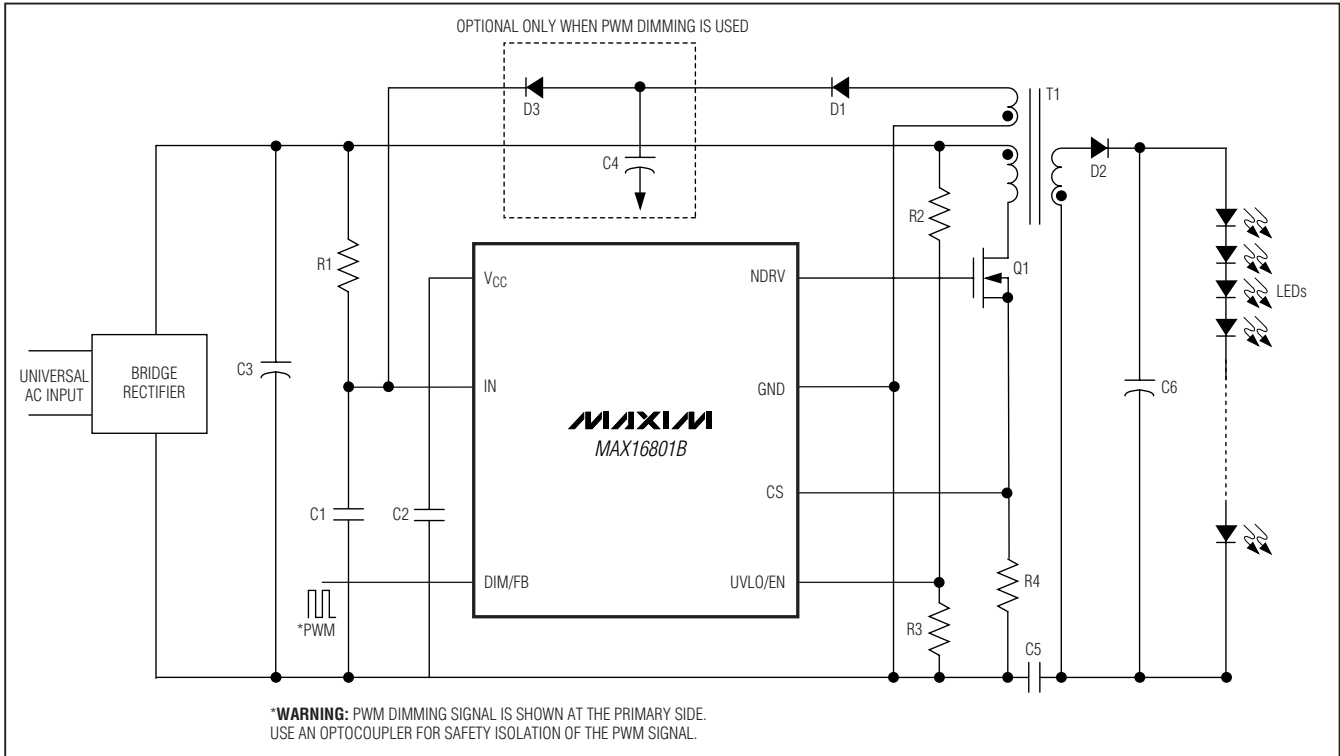 OPTIONAL ONLY WHEN PWM DIMMING IS USED
D3
D1
T1
C4
D2
R2
R1
VCC
NDRV
Q1
LEDs
UNIVERSAL
AC INPUT
BRIDGE
RECTIFIER
C3
IN
GND
C6
MAXIM
MAX16801B
CS
C1
C2
DIM/FB
UVLO/EN
R4
*PWM
R3
C5
*WARNING: PWM DIMMING SIGNAL IS SHOWN AT THE PRIMARY SIDE.
USE AN OPTOCOUPLER FOR SAFETY ISOLATION OF THE PWM SIGNAL.